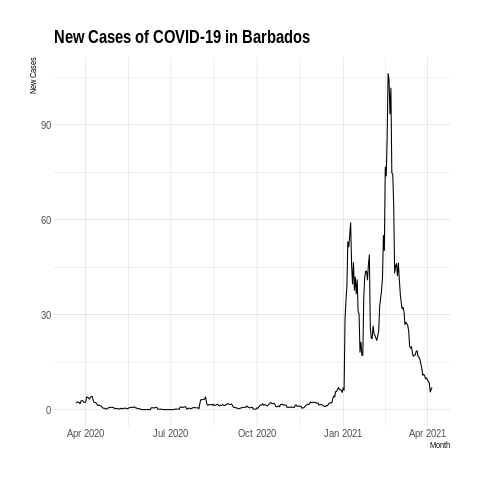 New Cases of COVID-19 in Barbados
New Cases
90
60
30
0
Apr 2020 Jul 2020 Oct 2020 Jan 2021 Apr 2021
Month